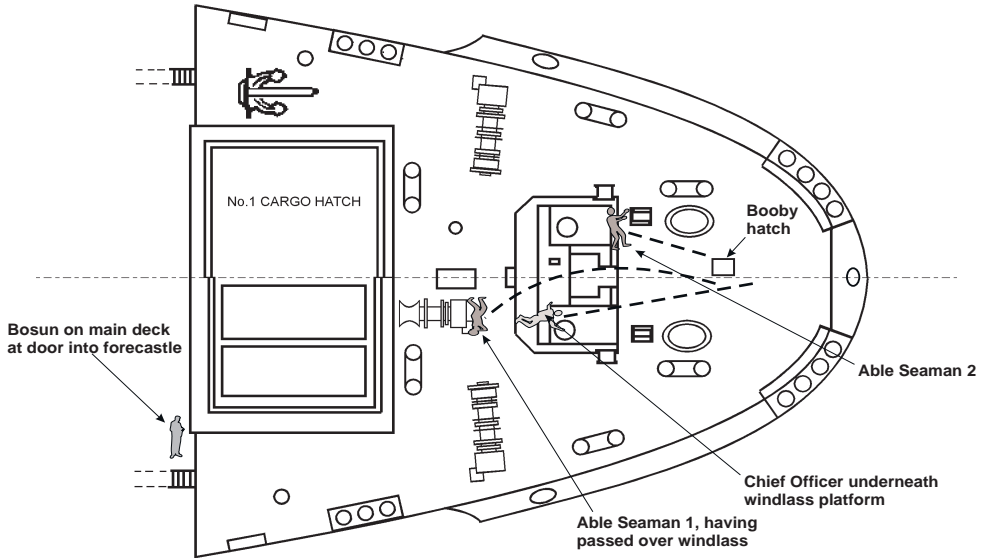 No.1 CARGO HATCH
Booby
hatch
Bosun on main deck
at door into forecastle
Able Seaman 2
Chief Officer underneath
windlass platform
Able Seaman 1, having
passed over windlass